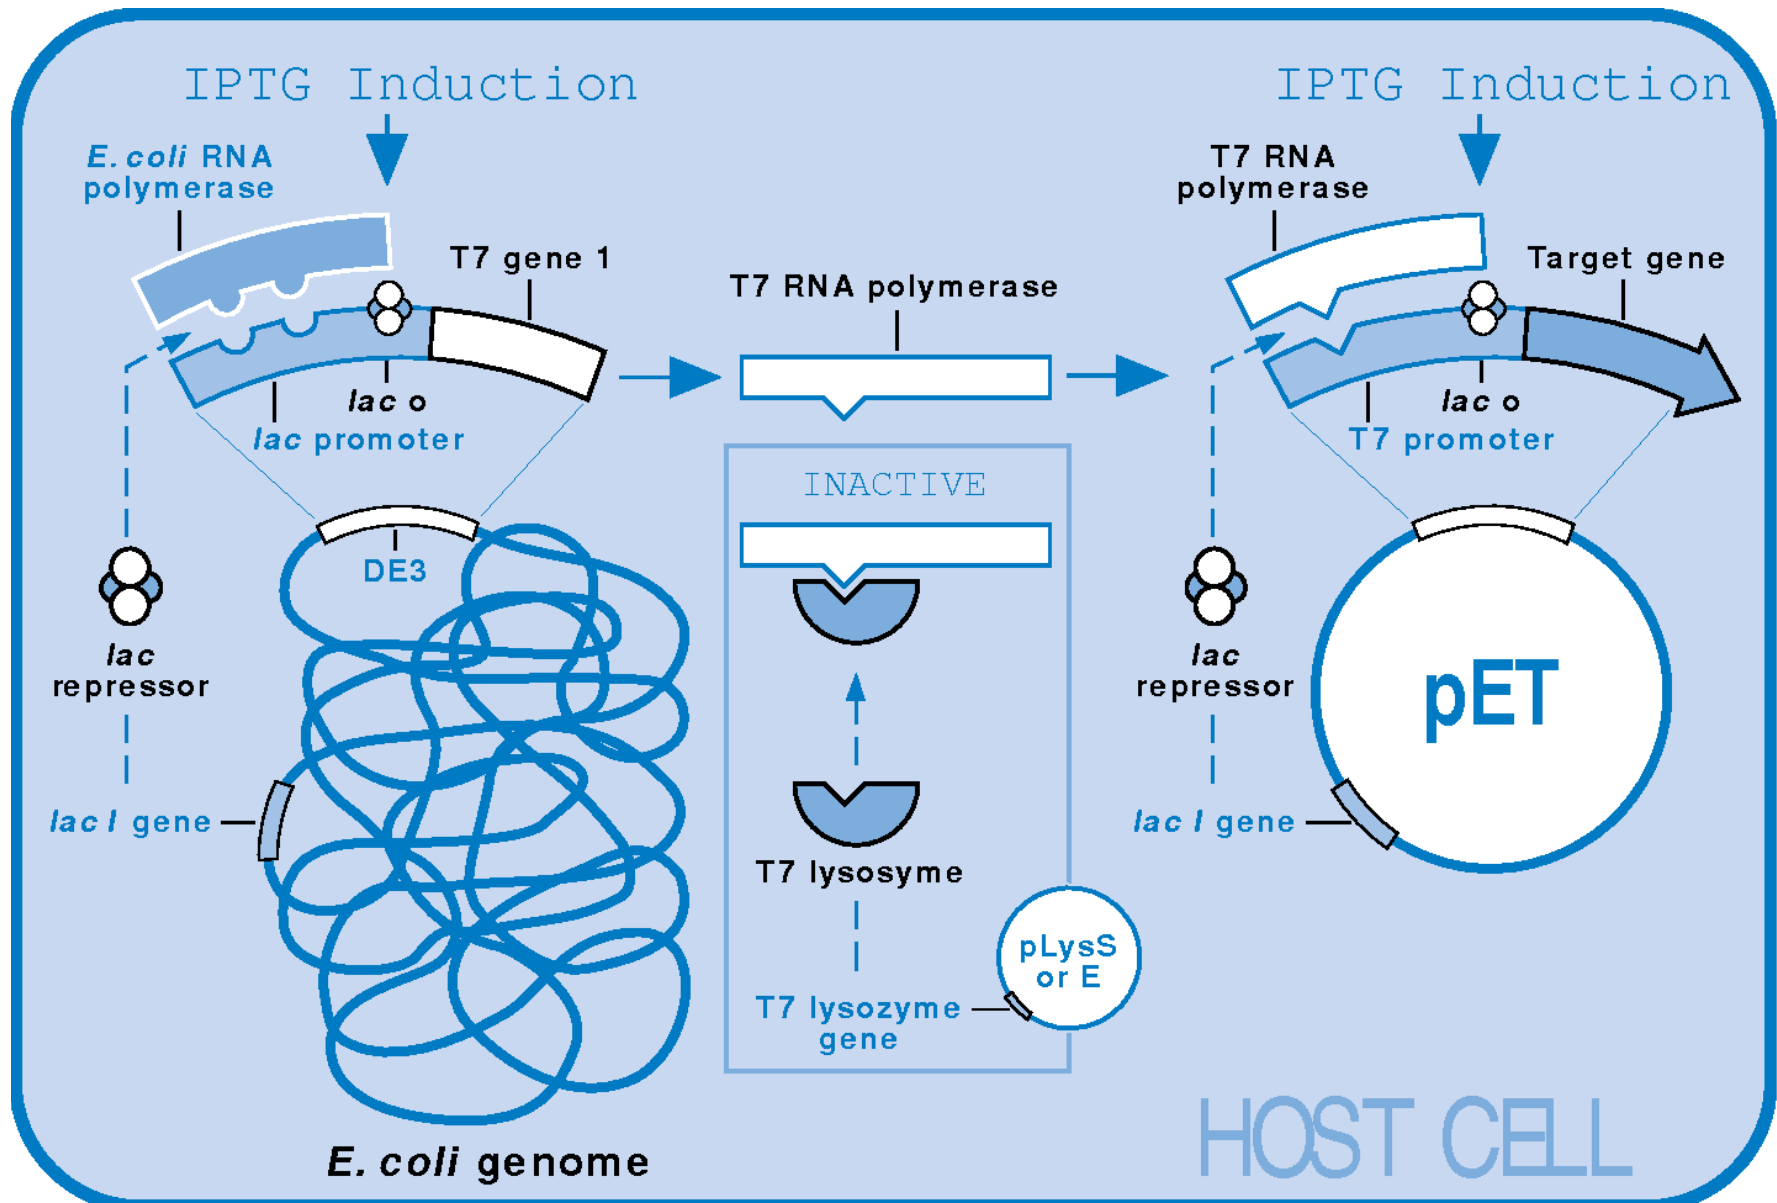 IPTG Induction
E. coli RNA
polymerase
T7 gene 1
lac o
lac promoter
DE3
lac
repressor
lac I gene
E. coli genome
T7 RNA polymerase
INACTIVE
T7 lysosyme
T7 lysozyme
gene
pLysS
or E
IPTG Induction
T7 RNA
polymerase
Target gene
lac o
T7 promoter
lac
repressor
lac I gene
pET
HOST CELL